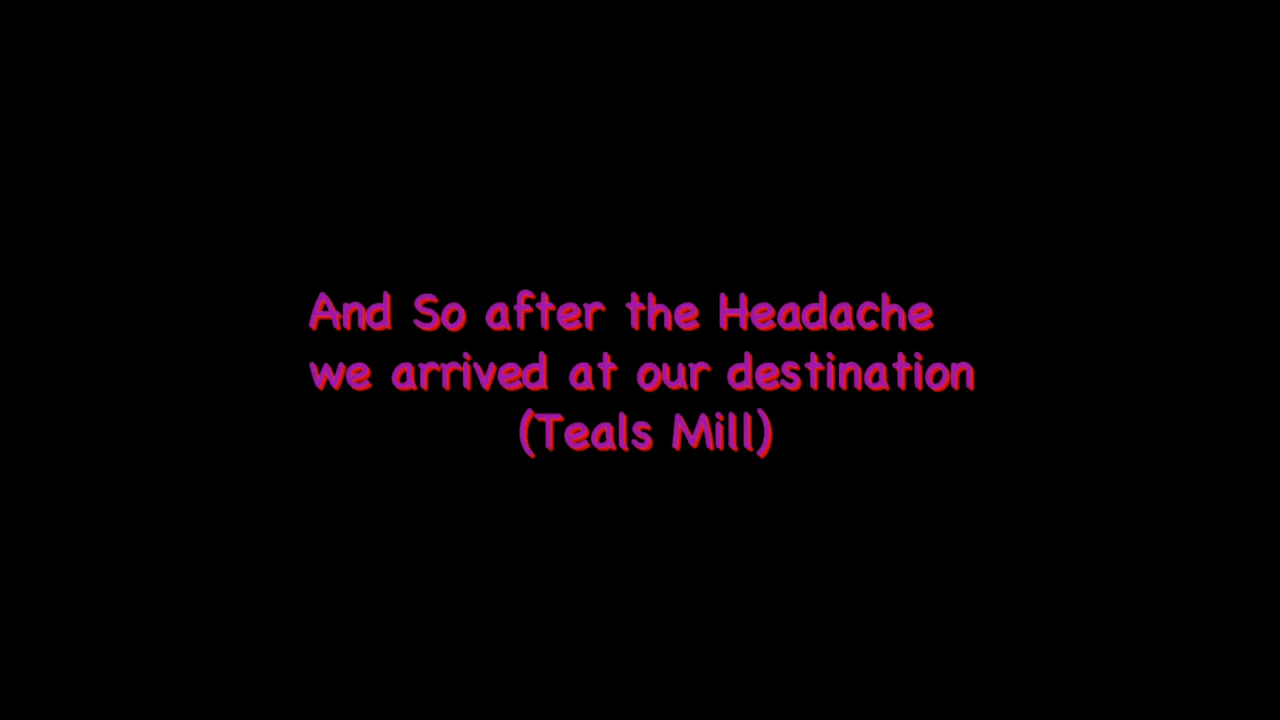 And So after the Headache
we arrived at our destination
(Teals Mill)